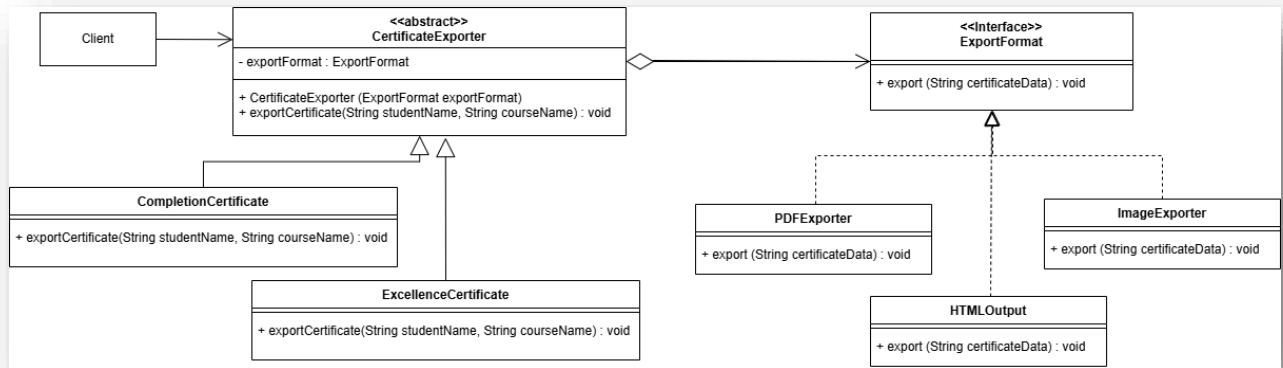 Client
<<abstract>>
CertificateExporter
- exportFormat : ExportFormat
+ CertificateExporter (ExportFormat exportFormat)
+ exportCertificate(String studentName, String courseName) : void
<<Interface>>
ExportFormat
+ export (String certificateData) : void
CompletionCertificate
+ exportCertificate(String studentName, String courseName) : void
ExcellenceCertificate
+ exportCertificate(String studentName, String courseName) : void
PDFExporter
+ export (String certificateData) : void
ImageExporter
+ export (String certificateData) : void
HTMLOutput
+ export (String certificateData) : void